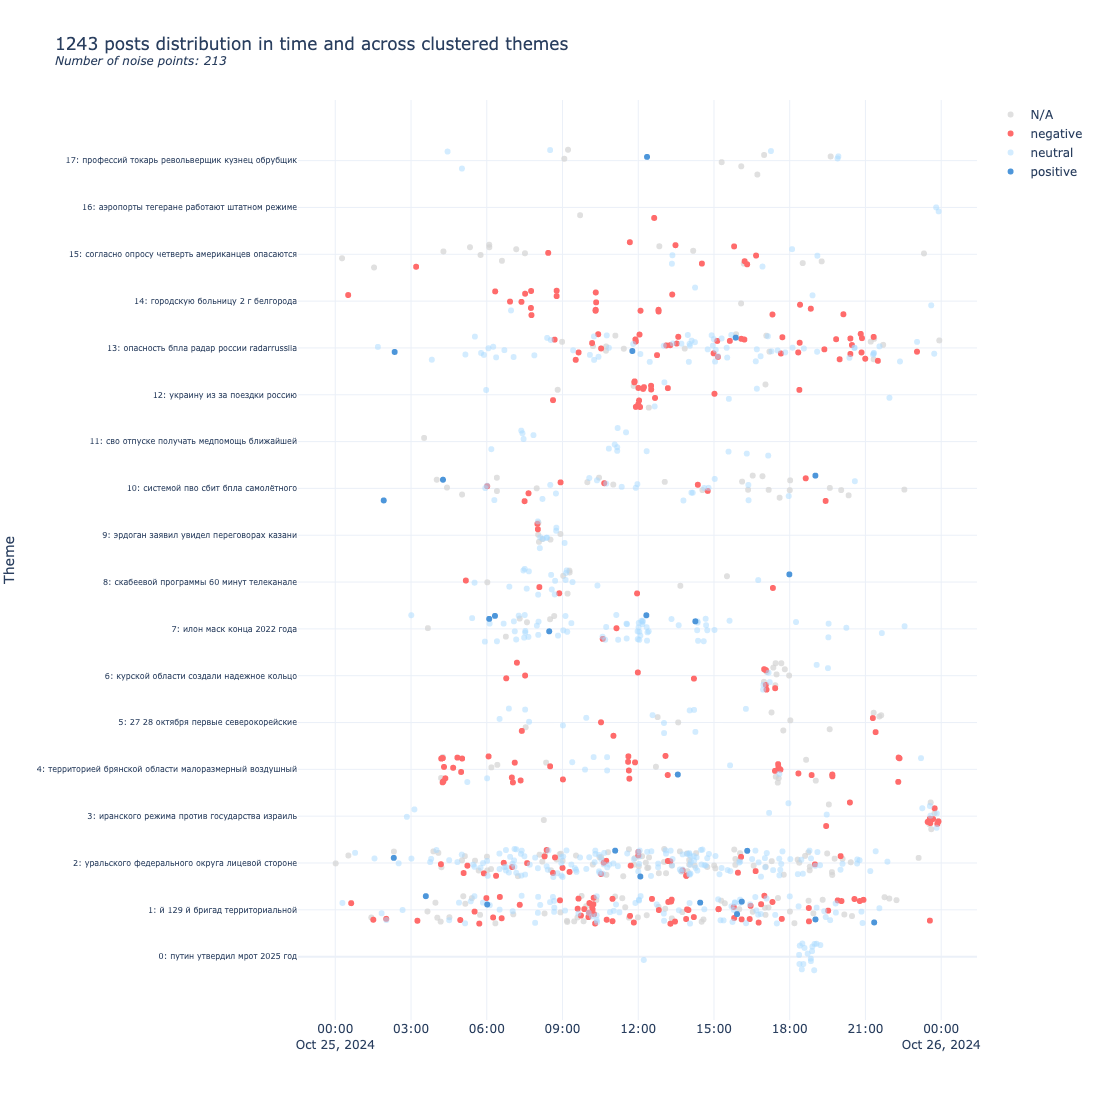 1243 posts distribution in time and across clustered themes
Number of noise points: 213
N/A
negative
neutral
positive
Theme
17: профессий токарь револьверщик кузнец обрубщик
16: аэропорты тегеране работают штатном режиме
15: согласно опросу четверть американцев опасаются
14: городскую больницу 2 г белгорода
13: опасность бпла радар россии radarrussiia
12: украину из за поездки россию
11: сво отпуске получать медпомощь ближайшей
10: системой пво сбит бпла самолётного
9: эрдоган заявил увидел переговорах казани
8: скабеевой программы 60 минут телеканале
7: илон маск конца 2022 года
6: курской области создали надежное кольцо
5: 27 28 октября первые северокорейские
4: территорией брянской области малоразмерный воздушный
3: иранского режима против государства израиль
2: уральского федерального округа лицевой стороне
1: й 129 й бригад территориальной
0: путин утвердил мрот 2025 год
00:00 03:00 06:00 09:00 12:00 15:00 18:00 21:00 00:00
Oct 25, 2024 Oct 26, 2024